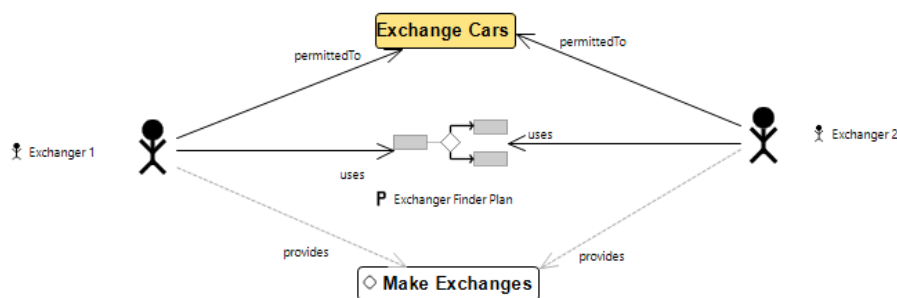 Exchange Cars
permittedTo
permittedTo
Exchanger 1
uses
Exchanger 2
uses
P Exchanger Finder Plan
provides
provides
Make Exchanges